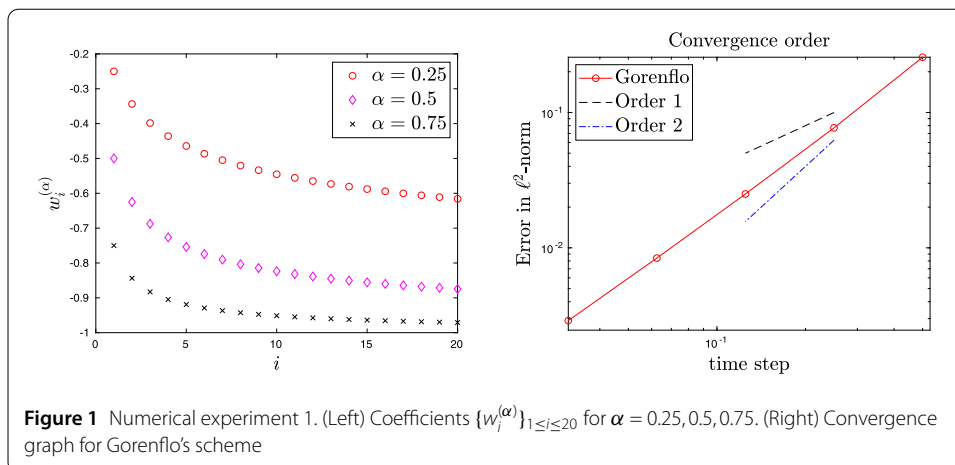 -0.2
-0.3
-0.4
-0.5
-0.6
-0.7
-0.8
-0.9
-1
0
5
10
15
20
i
w_i^{(α)}
α = 0.25
α = 0.5
α = 0.75
Convergence order
Gorenflo
Order 1
Order 2
10^{-1}
10^{-2}
Error in ℓ²-norm
10^{-1}
time step
Figure 1 Numerical experiment 1. (Left) Coefficients {w_i^{(α)}}_{1≤i≤20} for α = 0.25, 0.5, 0.75. (Right) Convergence
graph for Gorenflo's scheme